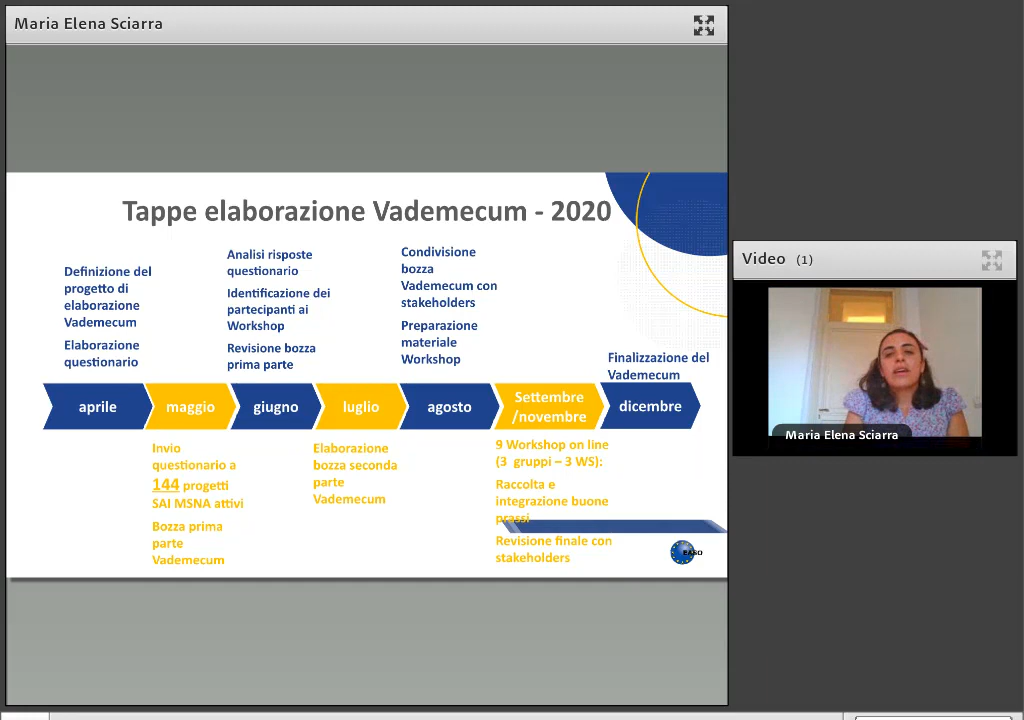 Maria Elena Sciarra
Tappe elaborazione Vademecum - 2020
Definizione del
progetto di
elaborazione
Vademecum
Elaborazione
questionario
Analisi risposte
questionario
Identificazione dei
partecipanti ai
Workshop
Revisione bozza
prima parte
Condivisione
bozza
Vademecum con
stakeholders
Preparazione
materiale
Workshop
Finalizzazione del
Vademecum
aprile
maggio
giugno
luglio
agosto
Settembre
/novembre
dicembre
Invio
questionario a
144 progetti
SAI MSNA attivi
Bozza prima
parte
Vademecum
Elaborazione
bozza seconda
parte
Vademecum
9 Workshop on line
(3 gruppi – 3 WS):
Raccolta e
integrazione buone
prassi
Revisione finale con
stakeholders
EASO
Video (1)
Maria Elena Sciarra